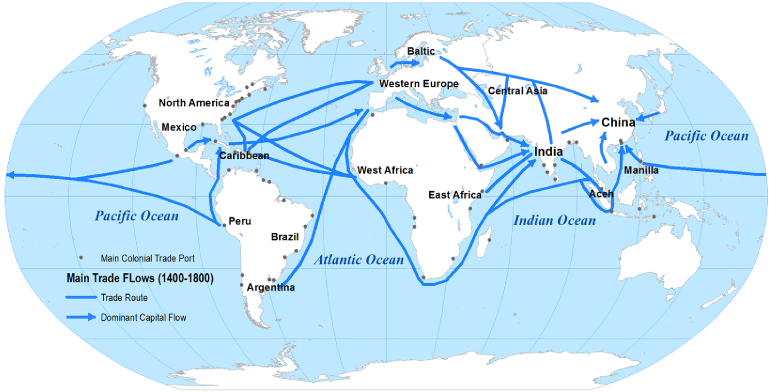 Baltic
Western Europe
Central Asia
North America
China
Mexico
Pacific Ocean
India
Caribbean
West Africa
Manilla
East Africa
Aceh
Pacific Ocean
Peru
Indian Ocean
Brazil
Atlantic Ocean
Main Colonial Trade Port
Main Trade FLows (1400-1800)
Argentina
Trade Route
Dominant Capital Flow